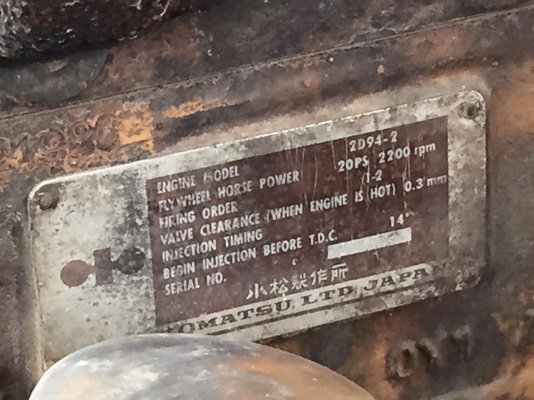 ENGINE MODEL 2D94-2
FLYWHEEL HORSE POWER 20PS 2200 rpm
FIRING ORDER 1-2
VALVE CLEARANCE (WHEN ENGINE IS HOT) 0.3 mm
INJECTION TIMING
BEGIN INJECTION BEFORE T.D.C. 14
SERIAL NO.
小松製作所
KOMATSU LTD. JAPAN